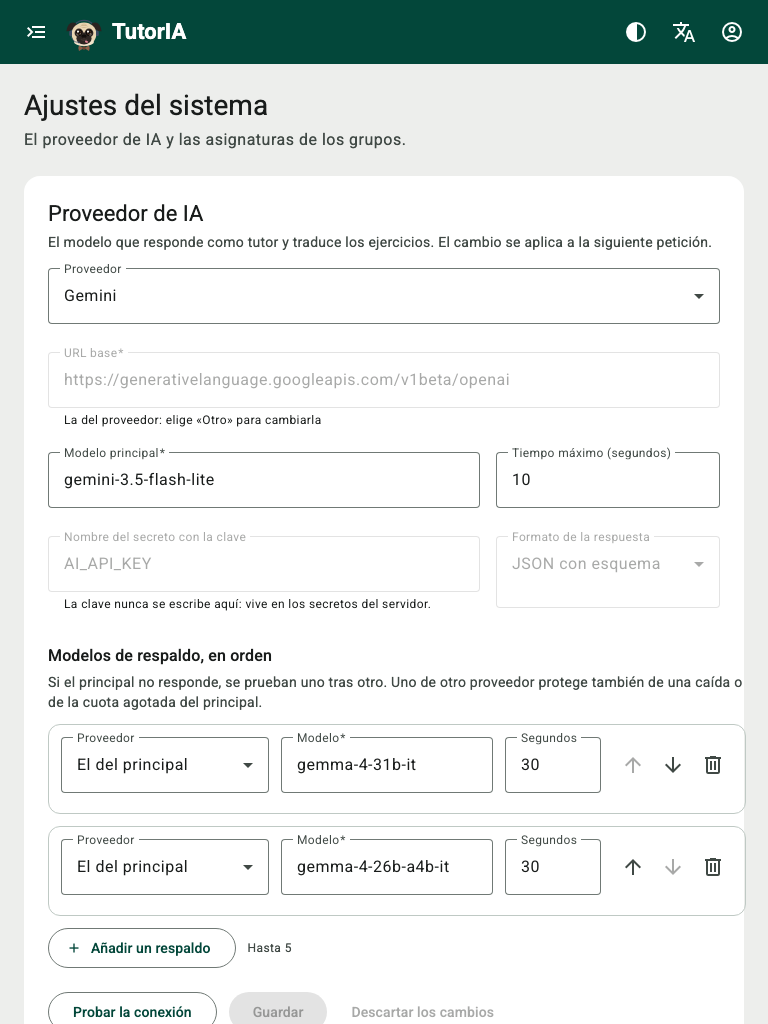 TutorIA
Ajustes del sistema
El proveedor de IA y las asignaturas de los grupos.
Proveedor de IA
El modelo que responde como tutor y traduce los ejercicios. El cambio se aplica a la siguiente petición.
Proveedor
Gemini
URL base*
https://generativelanguage.googleapis.com/v1beta/openai
La del proveedor: elige «Otro» para cambiarla
Modelo principal*
gemini-3.5-flash-lite
Tiempo máximo (segundos)
10
Nombre del secreto con la clave
AI_API_KEY
La clave nunca se escribe aquí: vive en los secretos del servidor.
Formato de la respuesta
JSON con esquema
Modelos de respaldo, en orden
Si el principal no responde, se prueban uno tras otro. Uno de otro proveedor protege también de una caída o
de la cuota agotada del principal.
Proveedor
El del principal
Modelo*
gemma-4-31b-it
Segundos
30
Proveedor
El del principal
Modelo*
gemma-4-26b-a4b-it
Segundos
30
+ Añadir un respaldo
Hasta 5
Probar la conexión
Guardar
Descartar los cambios